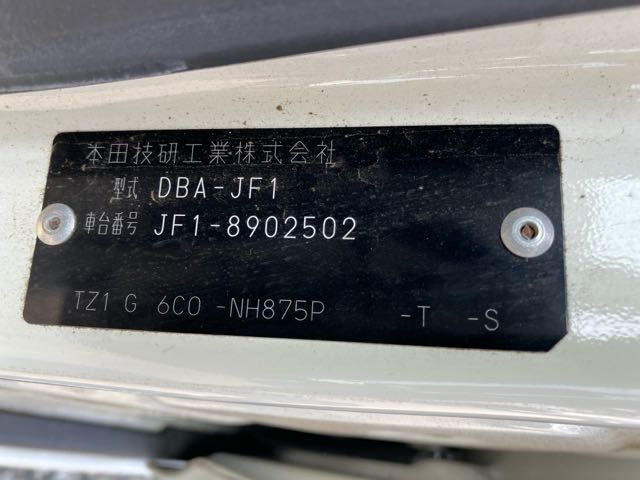 本田技研工業株式会社
型式 DBA-JF1
車台番号 JF1-8902502
TZ1 G 6C0 -NH875P -T -S